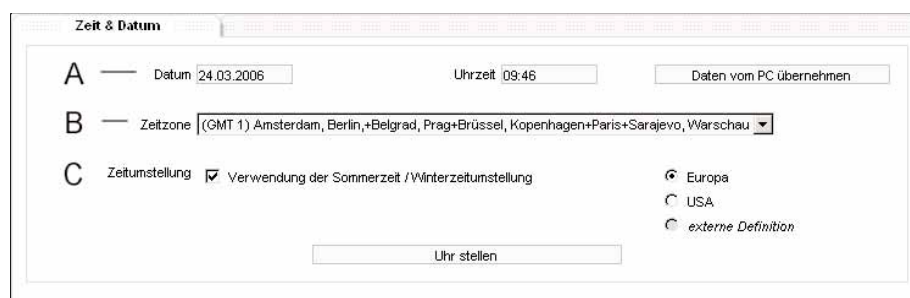 Zeit & Datum
A Datum 24.03.2006 Uhrzeit 09:46 Daten vom PC übernehmen
B Zeitzone (GMT 1) Amsterdam, Berlin,+Belgrad, Prag+Brüssel, Kopenhagen+Paris+Sarajevo, Warschau
C Zeitumstellung Verwendung der Sommerzeit /Winterzeitumstellung Europa
USA
externe Definition
Uhr stellen